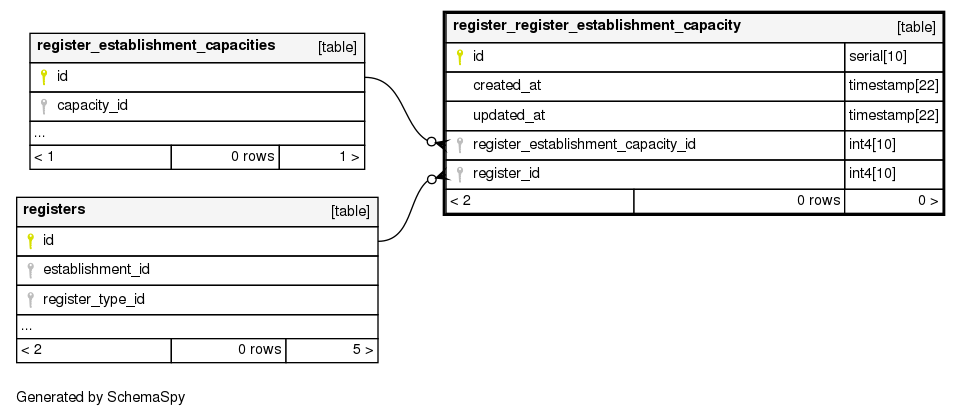 register_establishment_capacities [table]
id
capacity_id
...
< 1 0 rows 1 >
register_register_establishment_capacity [table]
id serial[10]
created_at timestamp[22]
updated_at timestamp[22]
register_establishment_capacity_id int4[10]
register_id int4[10]
< 2 0 rows 0 >
registers [table]
id
establishment_id
register_type_id
...
< 2 0 rows 5 >
Generated by SchemaSpy